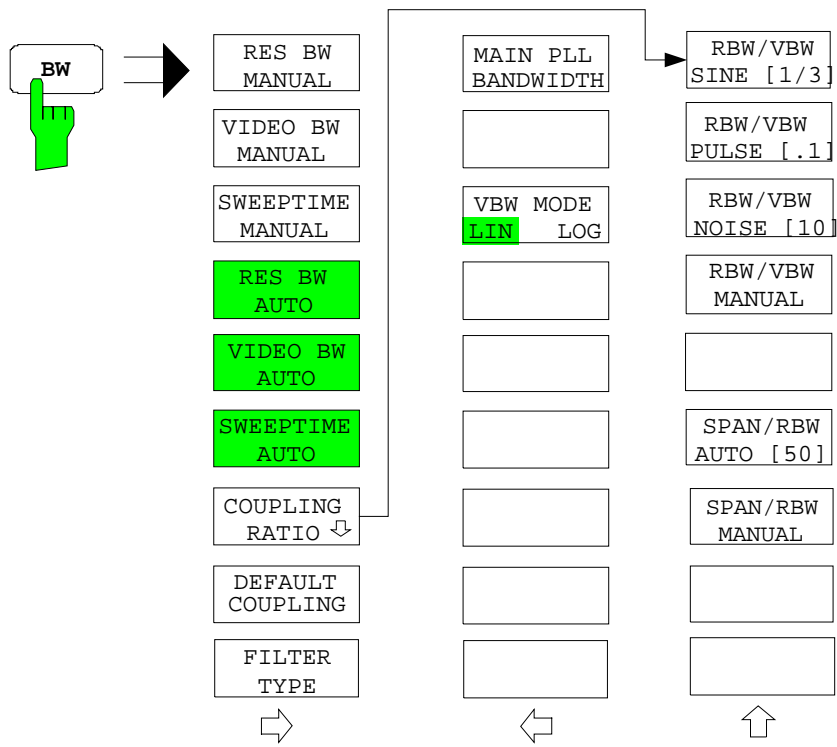 BW
RES BW
MANUAL
VIDEO BW
MANUAL
SWEEPTIME
MANUAL
RES BW
AUTO
VIDEO BW
AUTO
SWEEPTIME
AUTO
COUPLING
RATIO
DEFAULT
COUPLING
FILTER
TYPE
MAIN PLL
BANDWIDTH
VBW MODE
LIN LOG
RBW/VBW
SINE [1/3]
RBW/VBW
PULSE [.1]
RBW/VBW
NOISE [10]
RBW/VBW
MANUAL
SPAN/RBW
AUTO [50]
SPAN/RBW
MANUAL